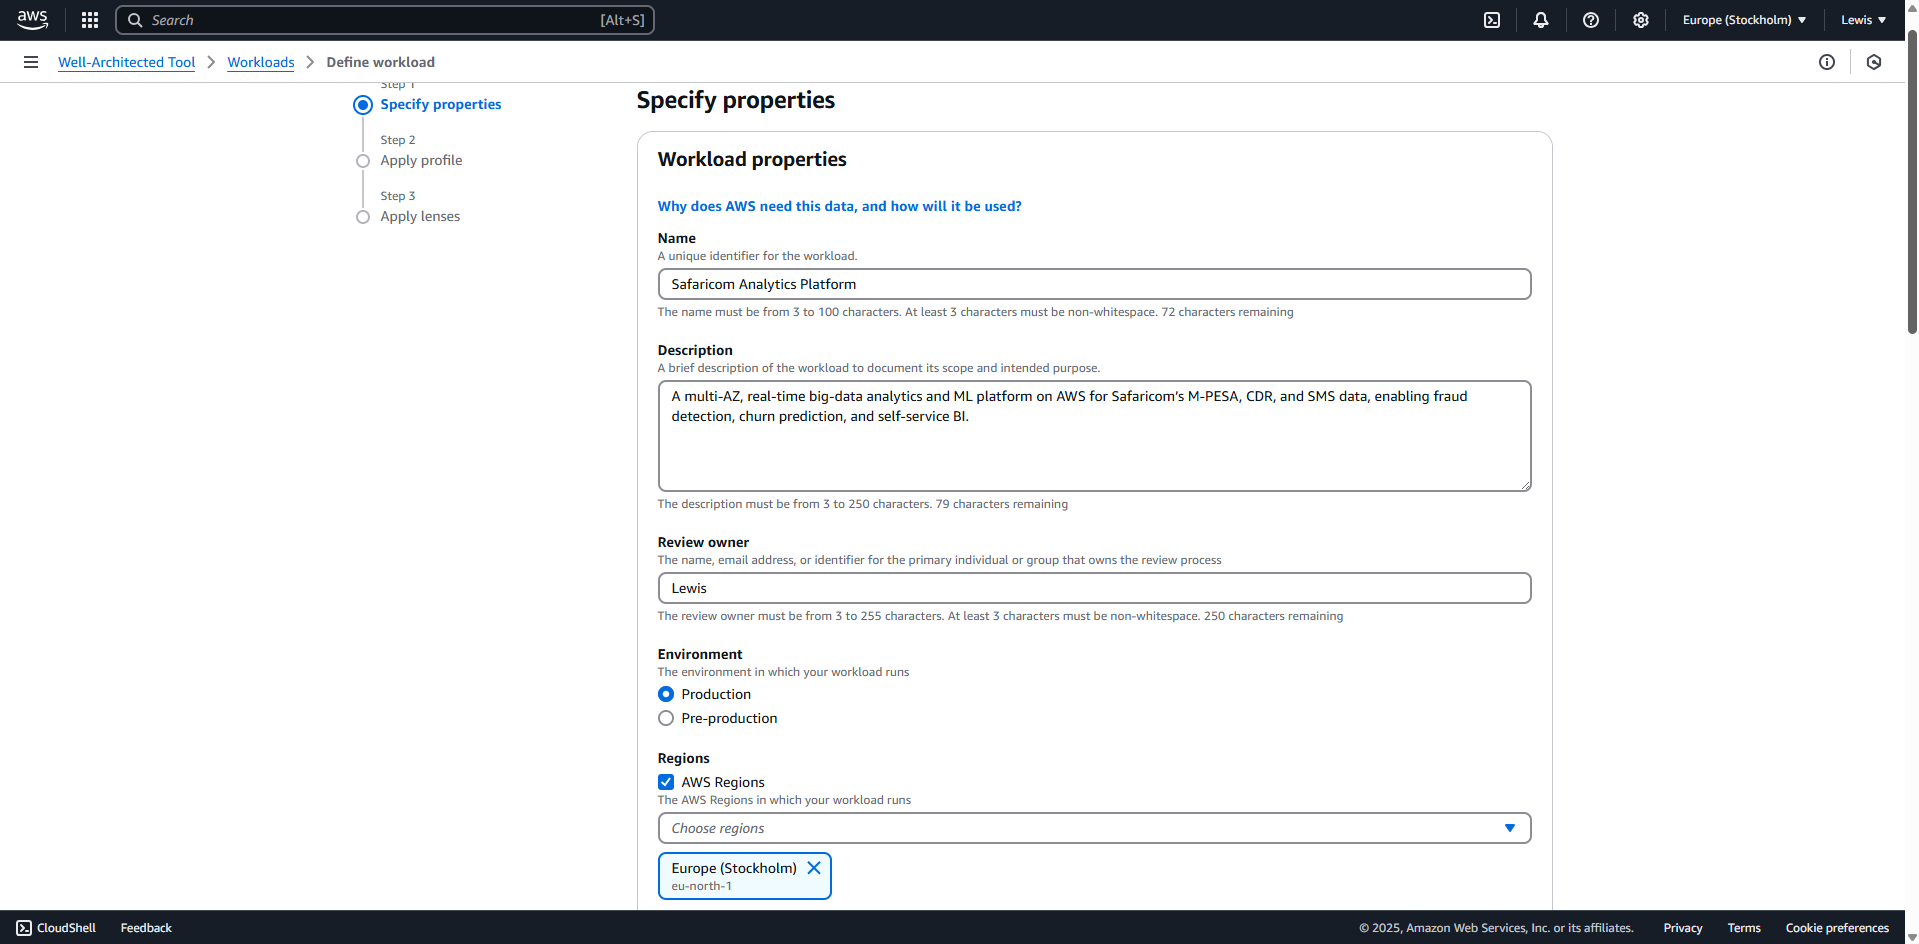 aws
Search
[Alt+S]
Europe (Stockholm)
Lewis
Well-Architected Tool
Workloads
Define workload
Step 1
Specify properties
Step 2
Apply profile
Step 3
Apply lenses
Specify properties
Workload properties
Why does AWS need this data, and how will it be used?
Name
A unique identifier for the workload.
Safaricom Analytics Platform
The name must be from 3 to 100 characters. At least 3 characters must be non-whitespace. 72 characters remaining
Description
A brief description of the workload to document its scope and intended purpose.
A multi-AZ, real-time big-data analytics and ML platform on AWS for Safaricom's M-PESA, CDR, and SMS data, enabling fraud
detection, churn prediction, and self-service BI.
The description must be from 3 to 250 characters. 79 characters remaining
Review owner
The name, email address, or identifier for the primary individual or group that owns the review process
Lewis
The review owner must be from 3 to 255 characters. At least 3 characters must be non-whitespace. 250 characters remaining
Environment
The environment in which your workload runs
Production
Pre-production
Regions
AWS Regions
The AWS Regions in which your workload runs
Choose regions
Europe (Stockholm)
eu-north-1
CloudShell
Feedback
© 2025, Amazon Web Services, Inc. or its affiliates.
Privacy
Terms
Cookie preferences